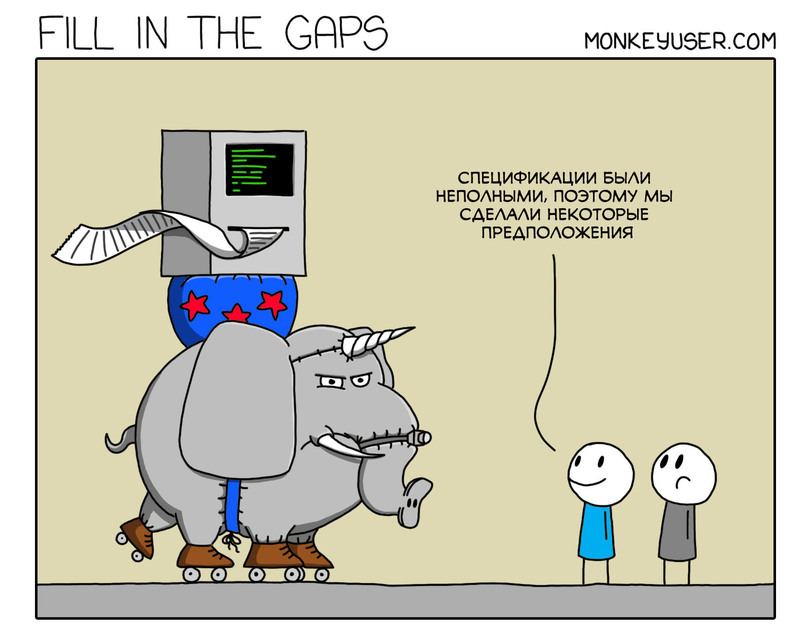 FILL IN THE GAPS
MONKEYUSER.COM
СПЕЦИФИКАЦИИ БЫЛИ
НЕПОЛНЫМИ, ПОЭТОМУ МЫ
СДЕЛАЛИ НЕКОТОРЫЕ
ПРЕДПОЛОЖЕНИЯ